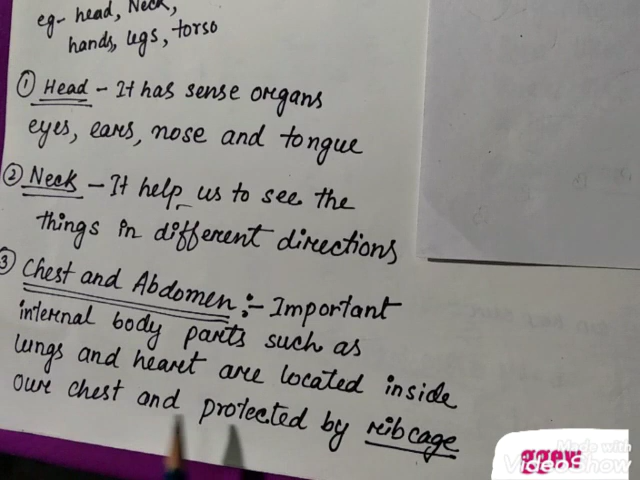 eg- head, Neck,
hands, legs, torso
① Head - It has sense organs
eyes, ears, nose and tongue
② Neck - It help us to see the
things in different directions
③ Chest and Abdomen :- Important
internal body parts such as
lungs and heart are located inside
our chest and protected by ribcage
Made with
VideoShow